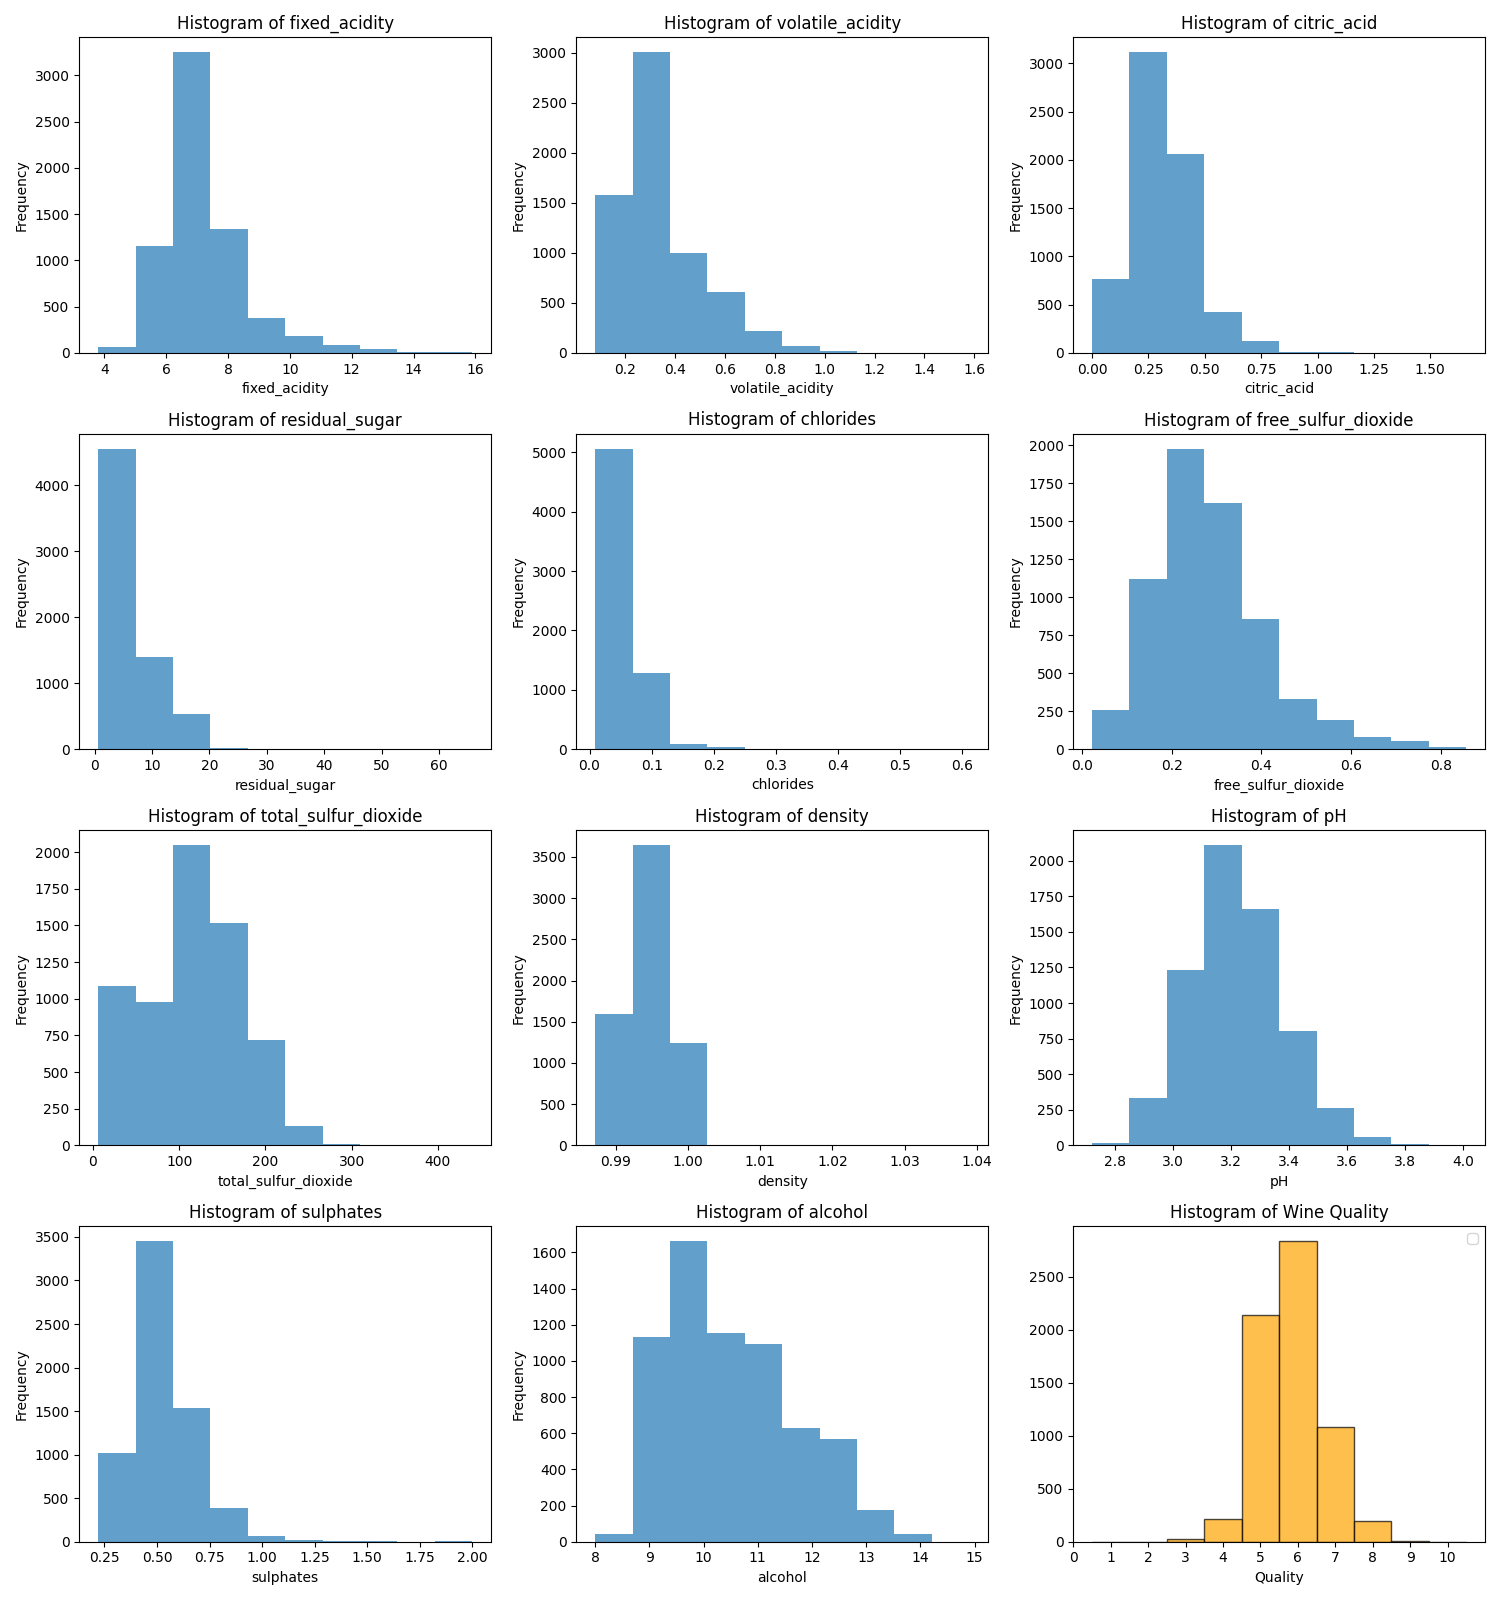 Histogram of fixed_acidity
Frequency
3000
2500
2000
1500
1000
500
0
4 6 8 10 12 14 16
fixed_acidity
Histogram of volatile_acidity
Frequency
3000
2500
2000
1500
1000
500
0
0.2 0.4 0.6 0.8 1.0 1.2 1.4 1.6
volatile_acidity
Histogram of citric_acid
Frequency
3000
2500
2000
1500
1000
500
0
0.00 0.25 0.50 0.75 1.00 1.25 1.50
citric_acid
Histogram of residual_sugar
Frequency
4000
3000
2000
1000
0
0 10 20 30 40 50 60
residual_sugar
Histogram of chlorides
Frequency
5000
4000
3000
2000
1000
0
0.0 0.1 0.2 0.3 0.4 0.5 0.6
chlorides
Histogram of free_sulfur_dioxide
Frequency
2000
1750
1500
1250
1000
750
500
250
0
0.0 0.2 0.4 0.6 0.8
free_sulfur_dioxide
Histogram of total_sulfur_dioxide
Frequency
2000
1750
1500
1250
1000
750
500
250
0
0 100 200 300 400
total_sulfur_dioxide
Histogram of density
Frequency
3500
3000
2500
2000
1500
1000
500
0
0.99 1.00 1.01 1.02 1.03 1.04
density
Histogram of pH
Frequency
2000
1750
1500
1250
1000
750
500
250
0
2.8 3.0 3.2 3.4 3.6 3.8 4.0
pH
Histogram of sulphates
Frequency
3500
3000
2500
2000
1500
1000
500
0
0.25 0.50 0.75 1.00 1.25 1.50 1.75 2.00
sulphates
Histogram of alcohol
Frequency
1600
1400
1200
1000
800
600
400
200
0
8 9 10 11 12 13 14 15
alcohol
Histogram of Wine Quality
2500
2000
1500
1000
500
0
0 1 2 3 4 5 6 7 8 9 10
Quality